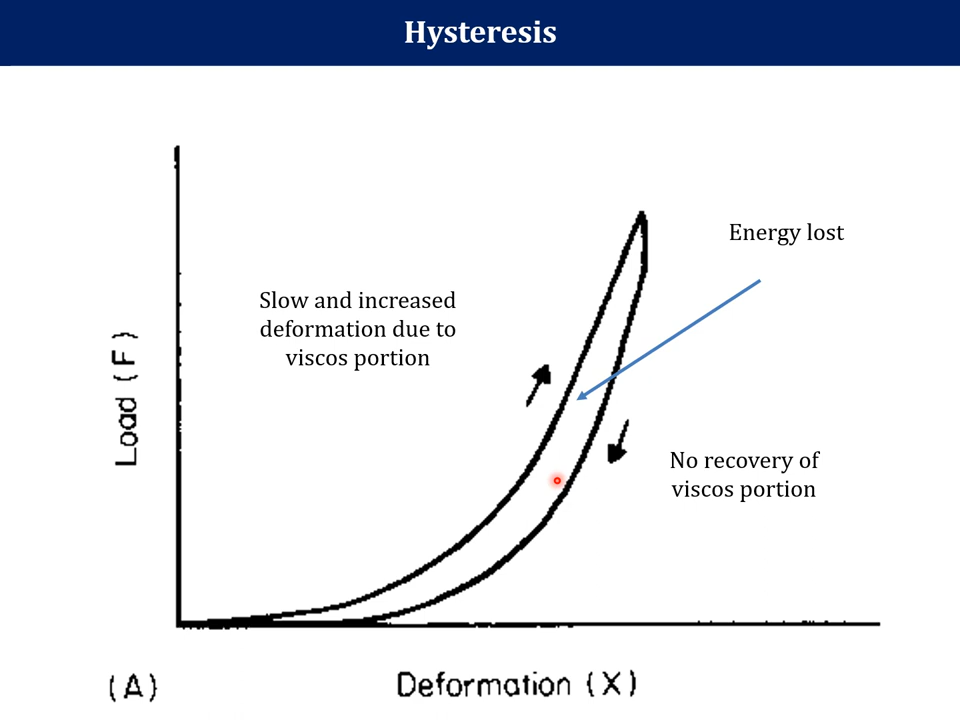 Hysteresis
Energy lost
Slow and increased
deformation due to
viscos portion
Load (F)
No recovery of
viscos portion
(A)
Deformation (X)